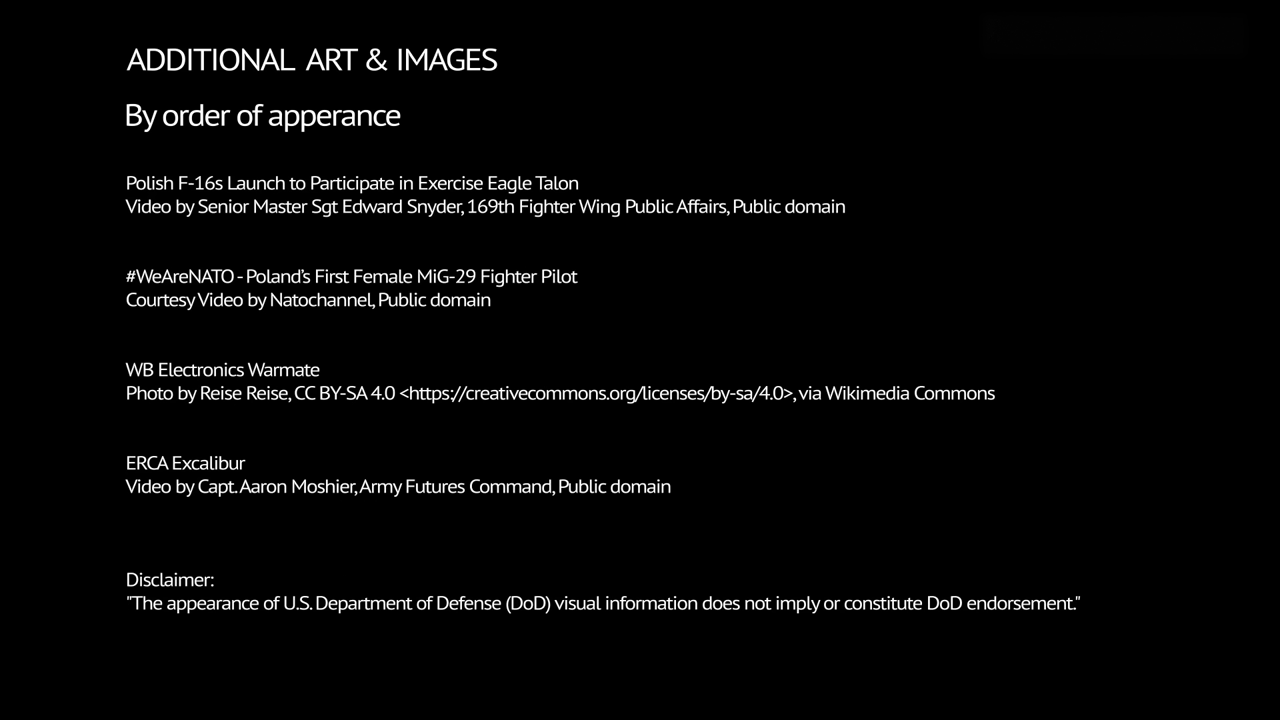 ADDITIONAL ART & IMAGES
By order of apperance
Polish F-16s Launch to Participate in Exercise Eagle Talon
Video by Senior Master Sgt Edward Snyder, 169th Fighter Wing Public Affairs, Public domain
#WeAreNATO - Poland's First Female MiG-29 Fighter Pilot
Courtesy Video by Natochannel, Public domain
WB Electronics Warmate
Photo by Reise Reise, CC BY-SA 4.0 <https://creativecommons.org/licenses/by-sa/4.0>, via Wikimedia Commons
ERCA Excalibur
Video by Capt. Aaron Moshier, Army Futures Command, Public domain
Disclaimer:
"The appearance of U.S. Department of Defense (DoD) visual information does not imply or constitute DoD endorsement."